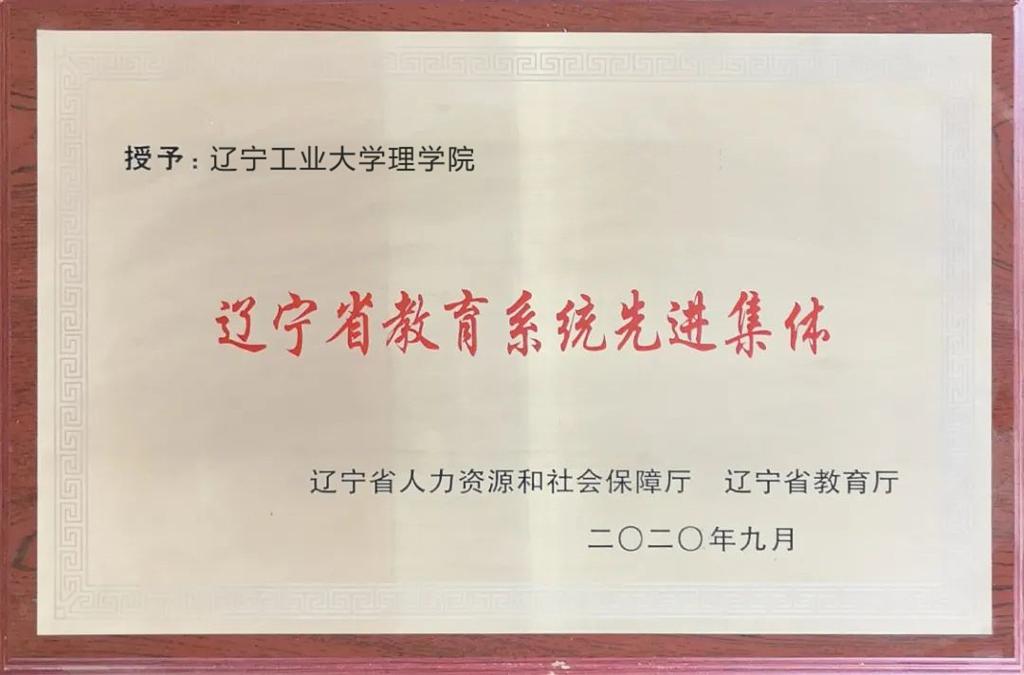 授予：辽宁工业大学理学院
辽宁省教育系统先进集体
辽宁省人力资源和社会保障厅 辽宁省教育厅
二〇二〇年九月